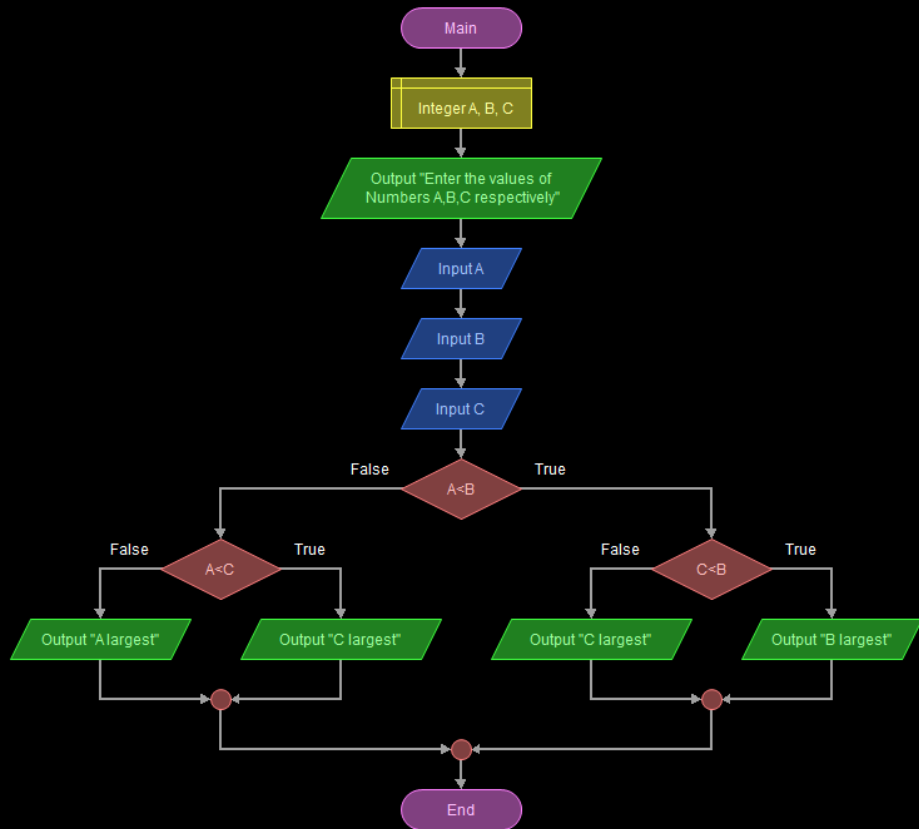 Main
Integer A, B, C
Output "Enter the values of
Numbers A,B,C respectively"
Input A
Input B
Input C
False
True
A<B
False
True
False
True
A<C
C<B
Output "A largest"
Output "C largest"
Output "C largest"
Output "B largest"
End